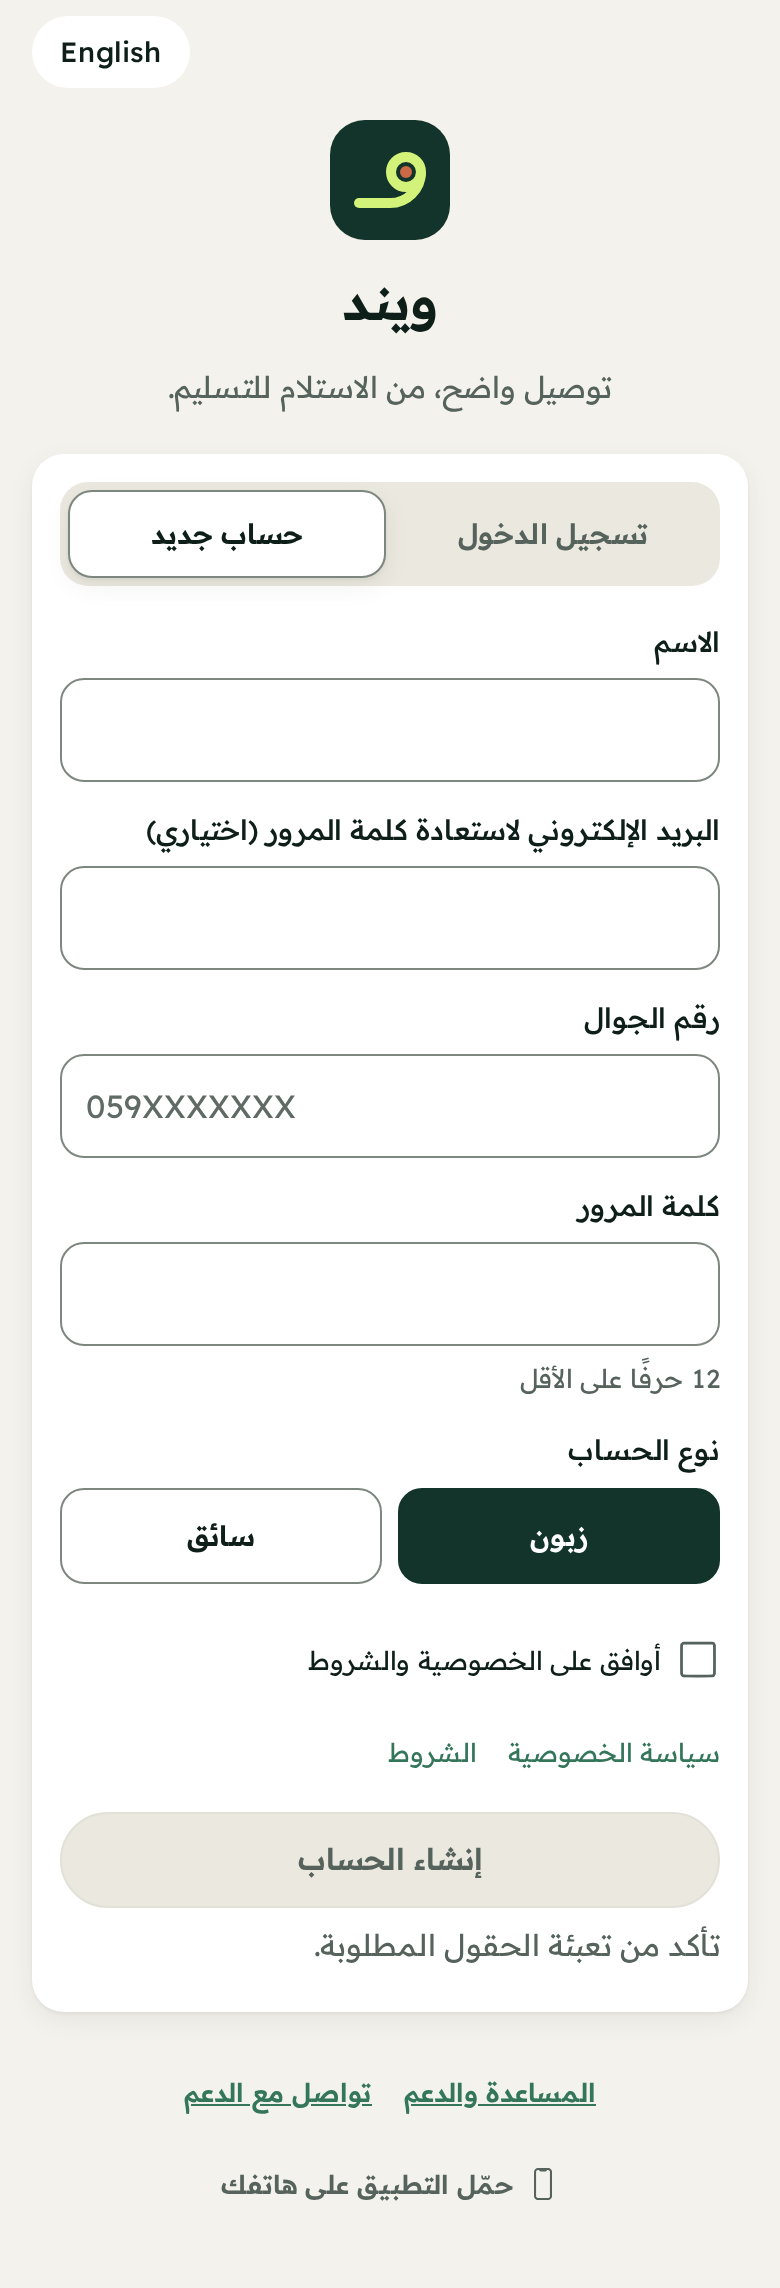 English
ويند
توصيل واضح، من الاستلام للتسليم.
تسجيل الدخول
حساب جديد
الاسم
البريد الإلكتروني لاستعادة كلمة المرور (اختياري)
رقم الجوال
059XXXXXXX
كلمة المرور
12 حرفًا على الأقل
نوع الحساب
زبون
سائق
أوافق على الخصوصية والشروط
سياسة الخصوصية
الشروط
إنشاء الحساب
تأكد من تعبئة الحقول المطلوبة.
المساعدة والدعم
تواصل مع الدعم
حمّل التطبيق على هاتفك